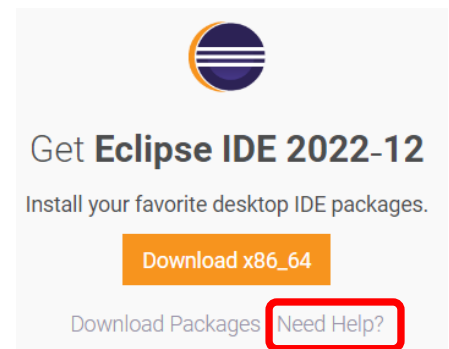 Get Eclipse IDE 2022-12
Install your favorite desktop IDE packages.
Download x86_64
Download Packages Need Help?